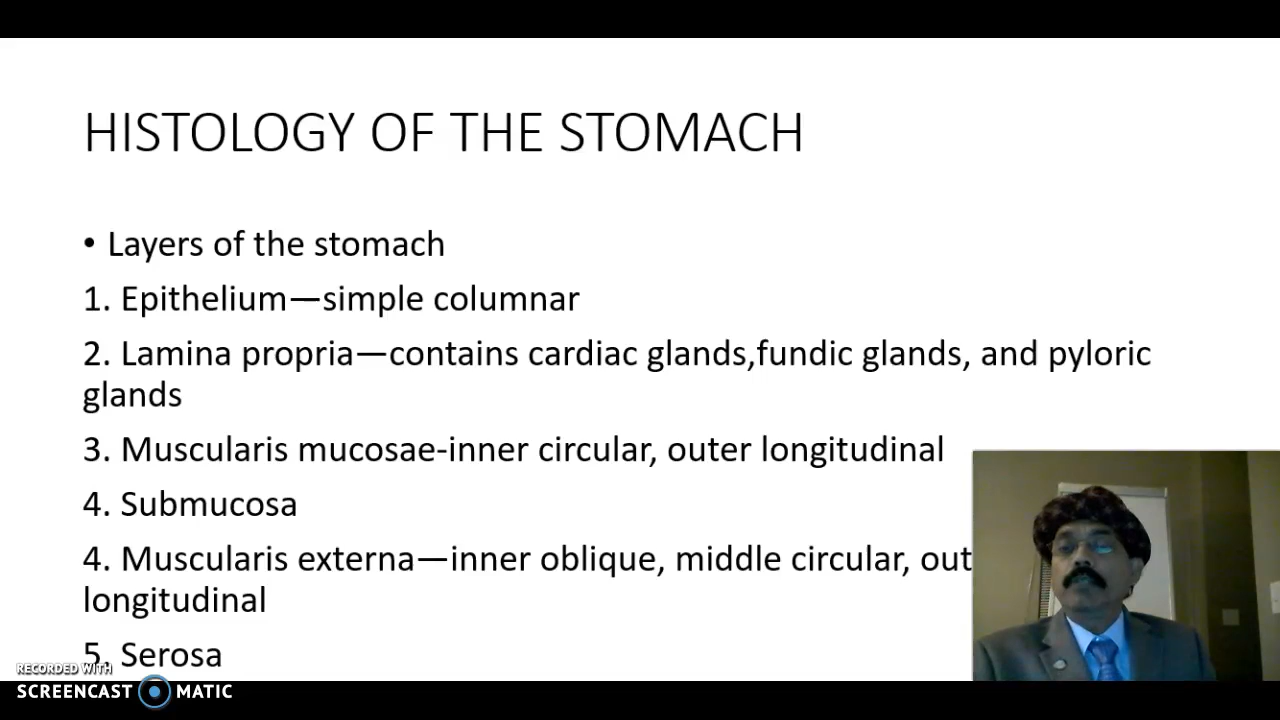 HISTOLOGY OF THE STOMACH
• Layers of the stomach
1. Epithelium—simple columnar
2. Lamina propria—contains cardiac glands,fundic glands, and pyloric
glands
3. Muscularis mucosae-inner circular, outer longitudinal
4. Submucosa
4. Muscularis externa—inner oblique, middle circular, out
longitudinal
5. Serosa
RECORDED WITH
SCREENCAST MATIC